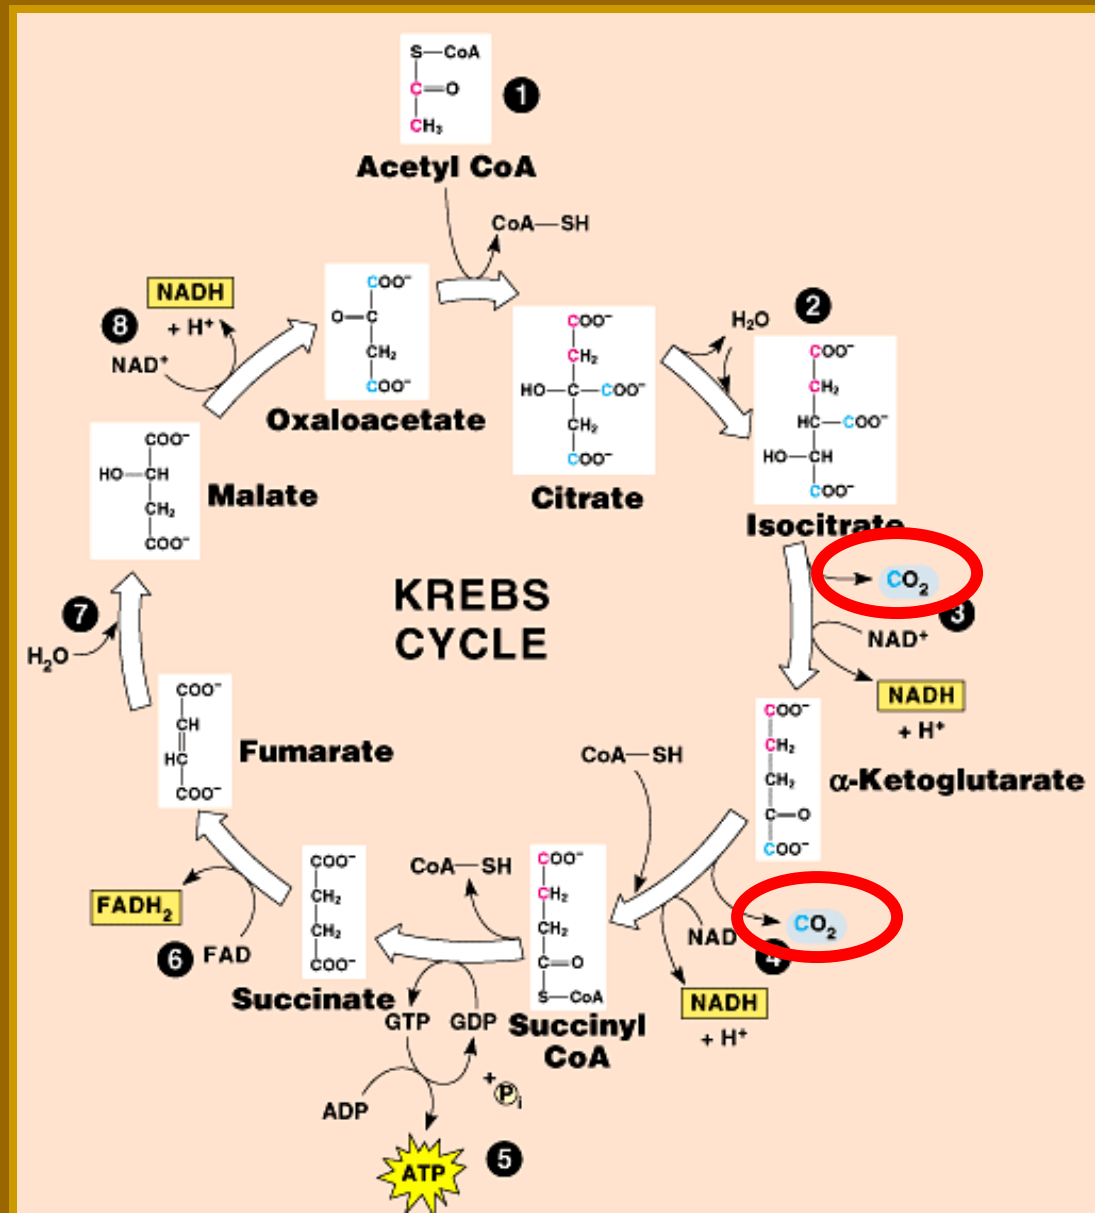 S—CoA
C=O
CH₃
1
Acetyl CoA
CoA—SH
NADH
+ H⁺
8
NAD⁺
COO⁻
O=C
CH₂
COO⁻
Oxaloacetate
COO⁻
CH₂
HO—C—COO⁻
CH₂
COO⁻
Citrate
H₂O
2
COO⁻
CH₂
HC—COO⁻
HO—CH
COO⁻
Isocitrate
CO₂
3
NAD⁺
NADH
+ H⁺
COO⁻
CH₂
CH₂
C—O
COO⁻
α-Ketoglutarate
KREBS
CYCLE
COO⁻
HO—CH
CH₂
COO⁻
Malate
7
H₂O
COO⁻
CH
HC
COO⁻
Fumarate
CoA—SH
CO₂
4
NAD
NADH
+ H⁺
COO⁻
CH₂
CH₂
C=O
S—CoA
Succinyl
CoA
CoA—SH
COO⁻
CH₂
CH₂
COO⁻
Succinate
FADH₂
6
FAD
GTP
GDP
+ Pᵢ
ADP
ATP
5